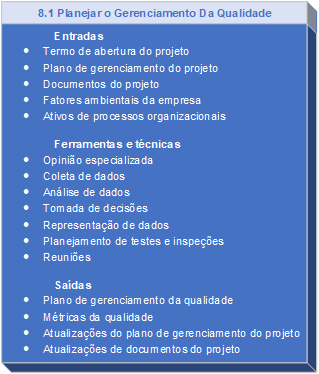 8.1 Planejar o Gerenciamento Da Qualidade
Entradas
• Termo de abertura do projeto
• Plano de gerenciamento do projeto
• Documentos do projeto
• Fatores ambientais da empresa
• Ativos de processos organizacionais
Ferramentas e técnicas
• Opinião especializada
• Coleta de dados
• Análise de dados
• Tomada de decisões
• Representação de dados
• Planejamento de testes e inspeções
• Reuniões
Saídas
• Plano de gerenciamento da qualidade
• Métricas da qualidade
• Atualizações do plano de gerenciamento do projeto
• Atualizações de documentos do projeto